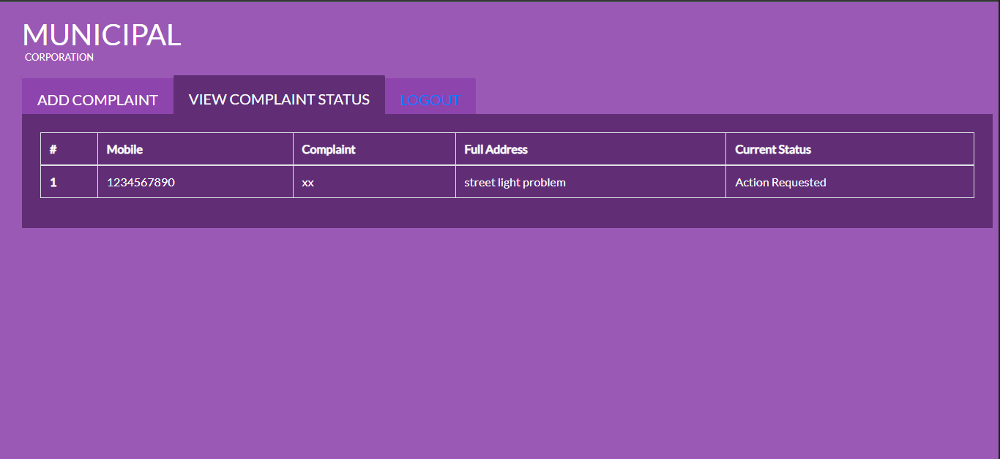 MUNICIPAL
CORPORATION
ADD COMPLAINT VIEW COMPLAINT STATUS LOGOUT
# Mobile Complaint Full Address Current Status
1 1234567890 xx street light problem Action Requested